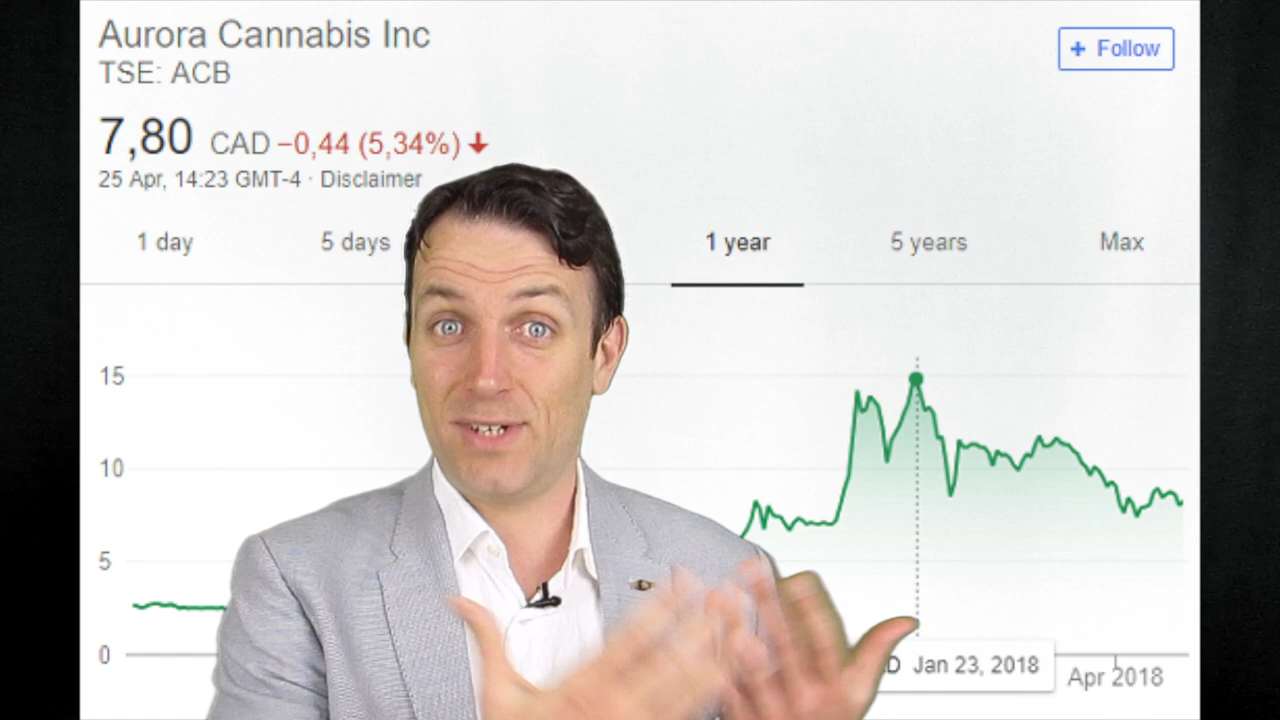 Aurora Cannabis Inc
+ Follow
TSE: ACB
7,80 CAD −0,44 (5,34%)
25 Apr, 14:23 GMT-4 · Disclaimer
1 day 5 days 1 year 5 years Max
15
10
5
0
D Jan 23, 2018
Apr 2018